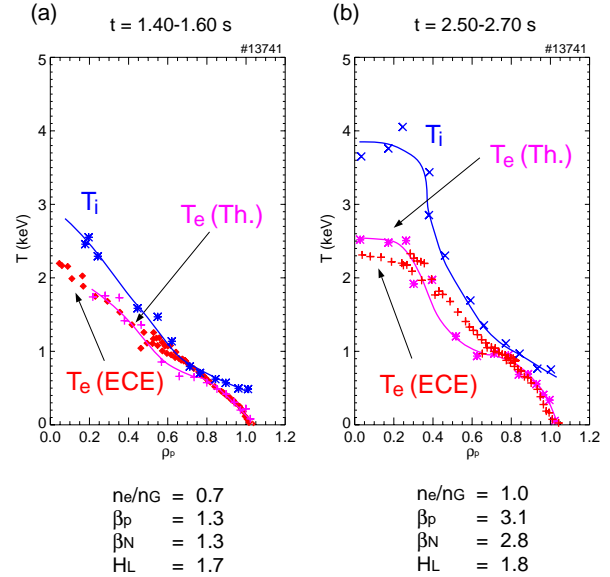 (a)
t = 1.40-1.60 s
#13741
5
4
3
2
1
0
T (keV)
Ti
Te (Th.)
Te (ECE)
0.0 0.2 0.4 0.6 0.8 1.0 1.2
ρp
ne/nG = 0.7
βp = 1.3
βN = 1.3
HL = 1.7
(b)
t = 2.50-2.70 s
#13741
5
4
3
2
1
0
T (keV)
Ti
Te (Th.)
Te (ECE)
0.0 0.2 0.4 0.6 0.8 1.0 1.2
ρp
ne/nG = 1.0
βp = 3.1
βN = 2.8
HL = 1.8